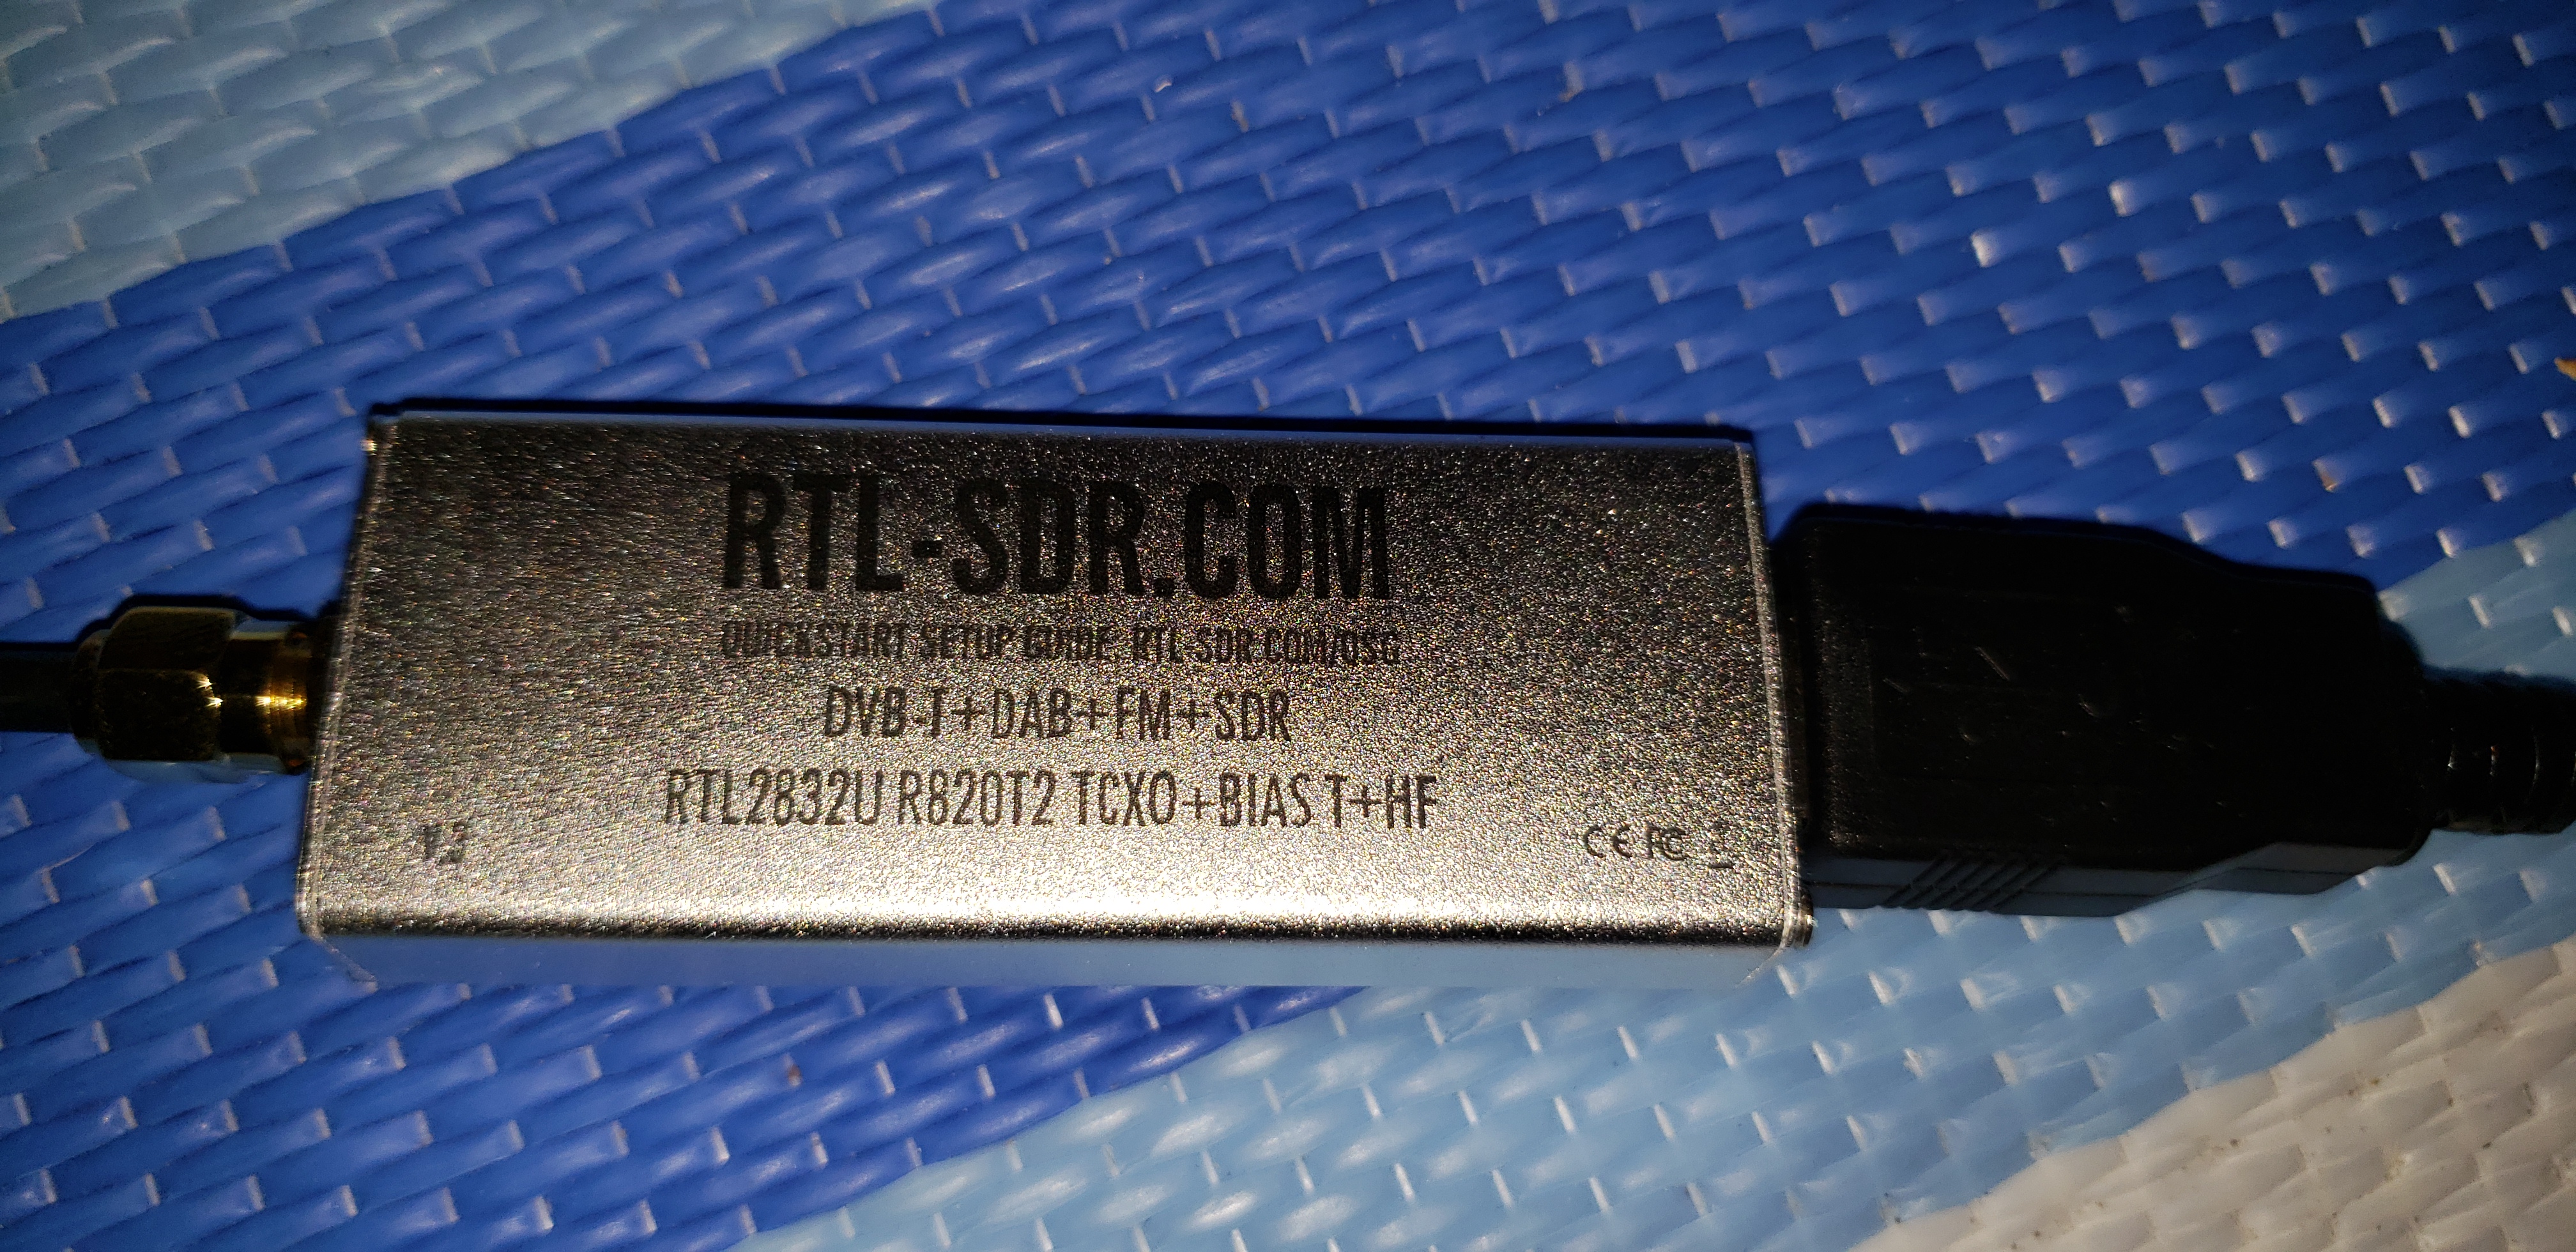 RTL-SDR.COM
QUICKSTART SETUP GUIDE: RTL-SDR.COM/QSG
DVB-T+DAB+FM+SDR
RTL2832U R820T2 TCXO+BIAS T+HF
V.3
CE FC